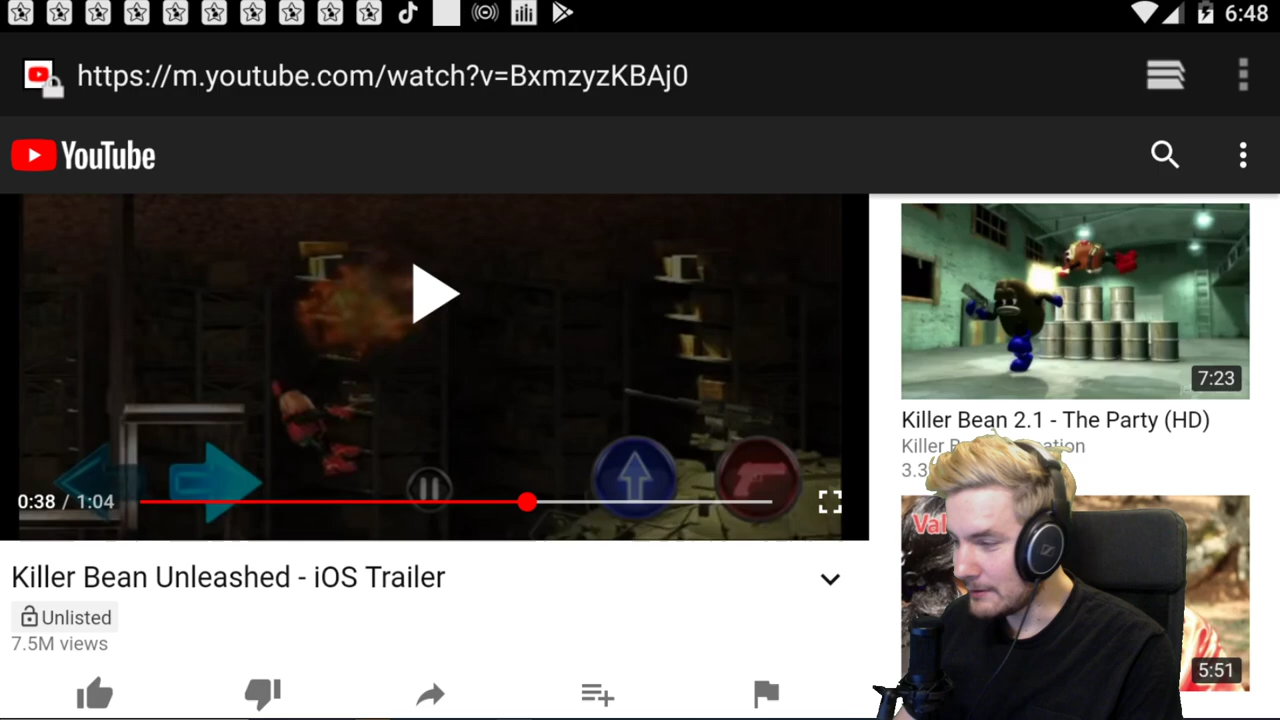 6:48
https://m.youtube.com/watch?v=BxmzyzKBAj0
YouTube
0:38 / 1:04
7:23
Killer Bean 2.1 - The Party (HD)
Killer
3.3
Killer Bean Unleashed - iOS Trailer
Unlisted
7.5M views
5:51